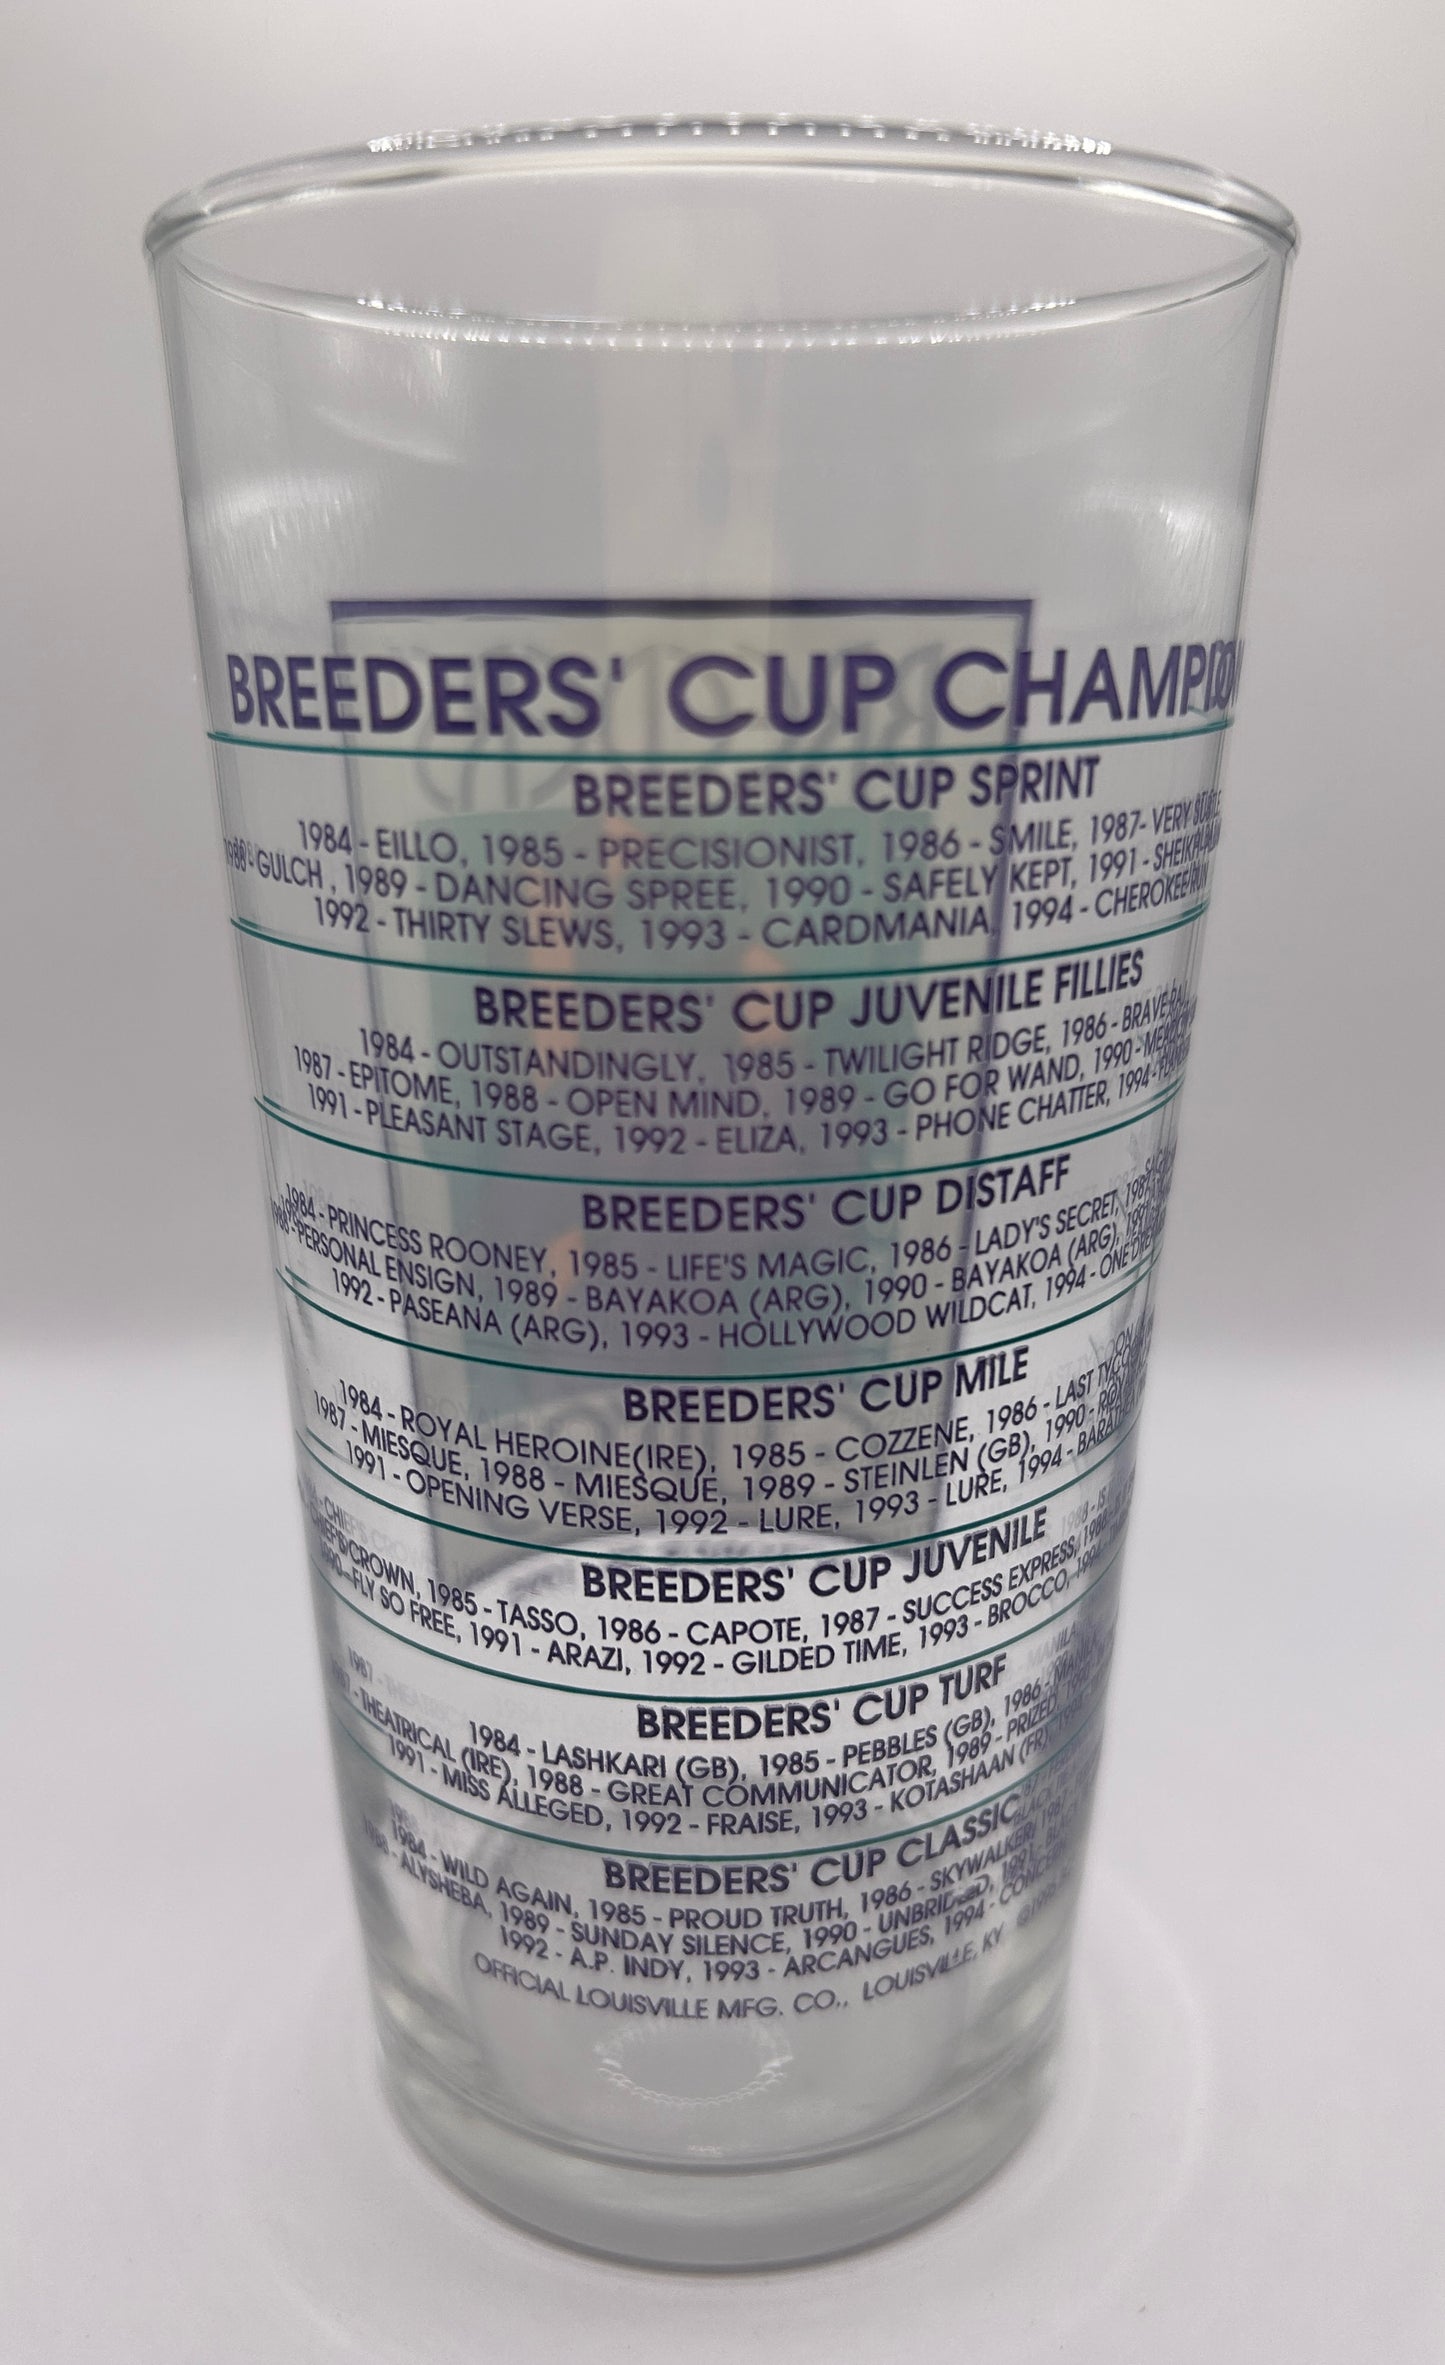 BREEDERS' CUP
BREEDERS' CUP SPRINT
1984 - EILLO, 1985 - PRECISIONIST, 1986 - SMILE, 1987- VERY
GULCH , 1989 - DANCING SPREE, 1990 - SAFELY KEPT, 1991 -
1992 - THIRTY SLEWS, 1993 - CARDMANIA, 1994 - CHEROKEE RUN
BREEDERS' CUP JUVENILE FILLIES
1984 - OUTSTANDINGLY, 1985 - TWILIGHT RIDGE, 1986 - BRAVE
1987 - EPITOME, 1988 - OPEN MIND, 1989 - GO FOR WAND, 1990 -
1991 - PLEASANT STAGE, 1992 - ELIZA, 1993 - PHONE CHATTER, 1994 -
BREEDERS' CUP DISTAFF
1984 - PRINCESS ROONEY, 1985 - LIFE'S MAGIC, 1986 - LADY'S SECRET,
PERSONAL ENSIGN, 1989 - BAYAKOA (ARG), 1990 - BAYAKOA (ARG),
1992 - PASEANA (ARG), 1993 - HOLLYWOOD WILDCAT, 1994 - ONE
BREEDERS' CUP MILE
1984 - ROYAL HEROINE(IRE), 1985 - COZZENE, 1986 - LAST TYCOON
1987 - MIESQUE, 1988 - MIESQUE, 1989 - STEINLEN (GB), 1990 -
1991 - OPENING VERSE, 1992 - LURE, 1993 - LURE, 1994 -
BREEDERS' CUP JUVENILE
CHIEF'S CROWN, 1985 - TASSO, 1986 - CAPOTE, 1987 - SUCCESS EXPRESS,
FLY SO FREE, 1991 - ARAZI, 1992 - GILDED TIME, 1993 - BROCCO,
BREEDERS' CUP TURF
1984 - LASHKARI (GB), 1985 - PEBBLES (GB), 1986 -
1987 - THEATRICAL (IRE), 1988 - GREAT COMMUNICATOR, 1989 - PRIZED,
1991 - MISS ALLEGED, 1992 - FRAISE, 1993 - KOTASHAAN (FR),
BREEDERS' CUP CLASSIC
1984 - WILD AGAIN, 1985 - PROUD TRUTH, 1986 - SKYWALKER,
1988 - ALYSHEBA, 1989 - SUNDAY SILENCE, 1990 - UNBRIDLED, 1991 -
1992 - A.P. INDY, 1993 - ARCANGUES, 1994 -
OFFICIAL LOUISVILLE MFG. CO., LOUISVILLE, KY